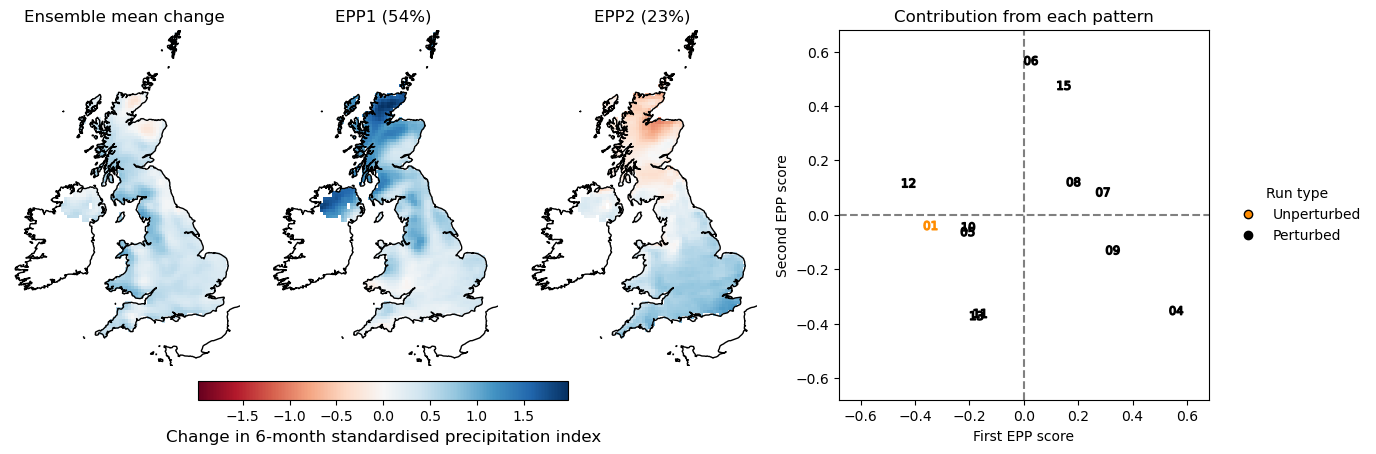 Ensemble mean change
EPP1 (54%)
EPP2 (23%)
Contribution from each pattern
−1.5 −1.0 −0.5 0.0 0.5 1.0 1.5
Change in 6-month standardised precipitation index
Second EPP score
0.6
0.4
0.2
0.0
−0.2
−0.4
−0.6
06
15
12
08
07
01
10
05
09
11
04
−0.6 −0.4 −0.2 0.0 0.2 0.4 0.6
First EPP score
Run type
Unperturbed
Perturbed